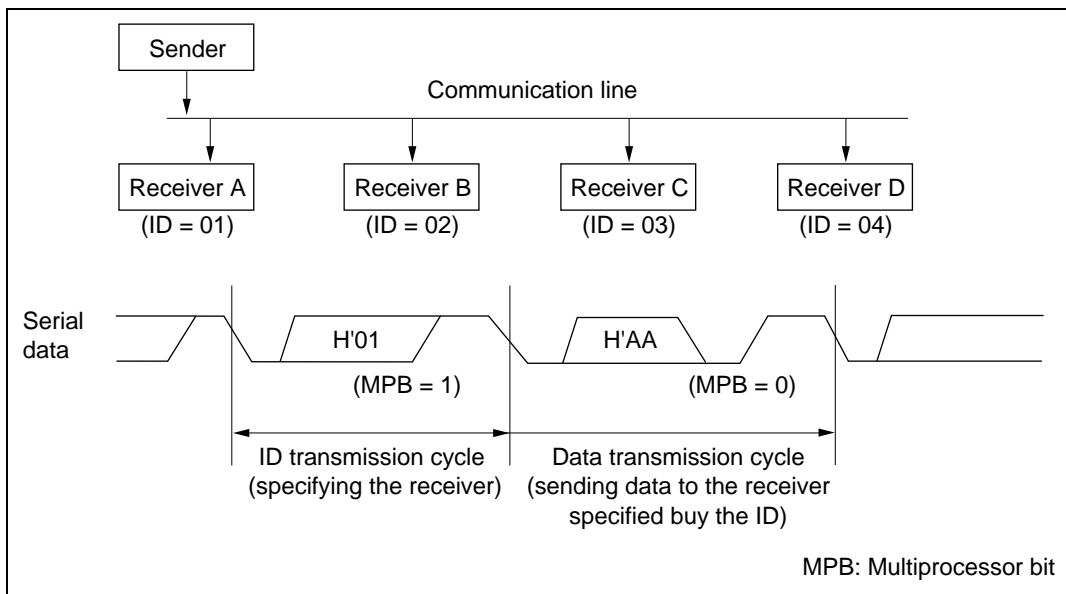 Sender
Communication line
Receiver A
(ID = 01)
Receiver B
(ID = 02)
Receiver C
(ID = 03)
Receiver D
(ID = 04)
Serial
data
H'01
H'AA
(MPB = 1)
(MPB = 0)
ID transmission cycle
(specifying the receiver)
Data transmission cycle
(sending data to the receiver
specified buy the ID)
MPB: Multiprocessor bit